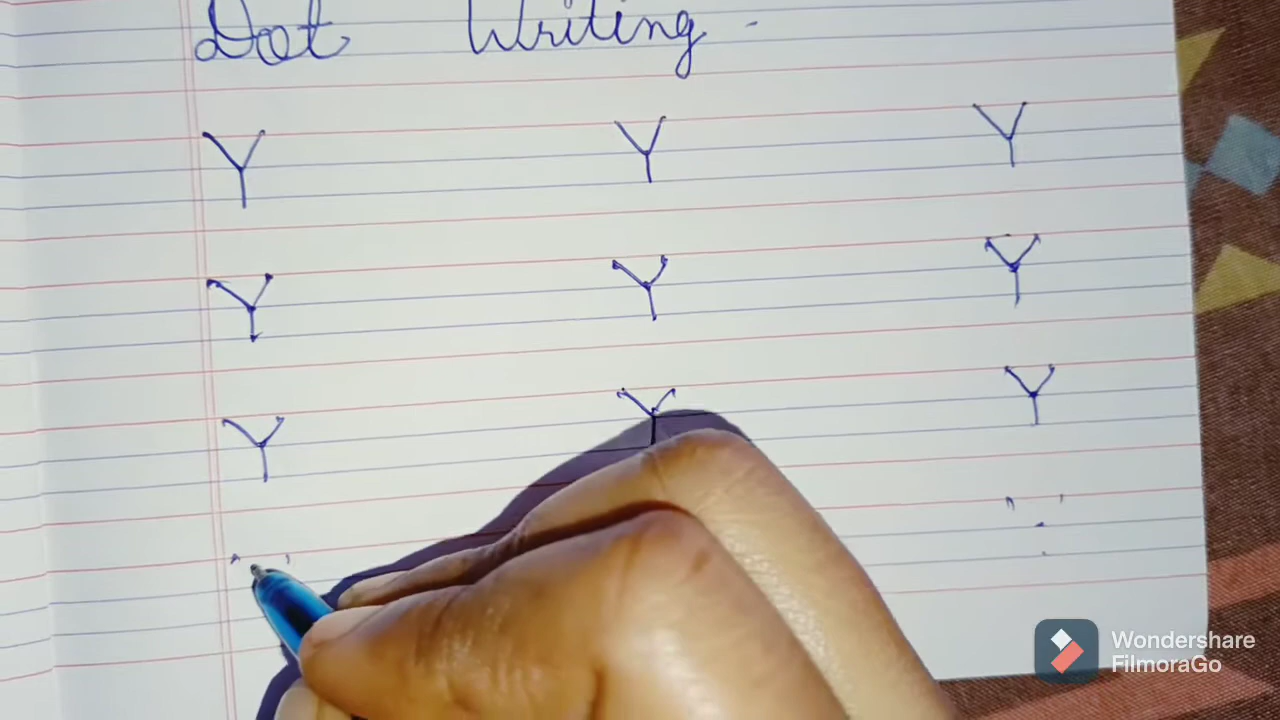 Dot Writing -
Y Y Y
Y Y Y
Y Y Y
Wondershare
FilmoraGo